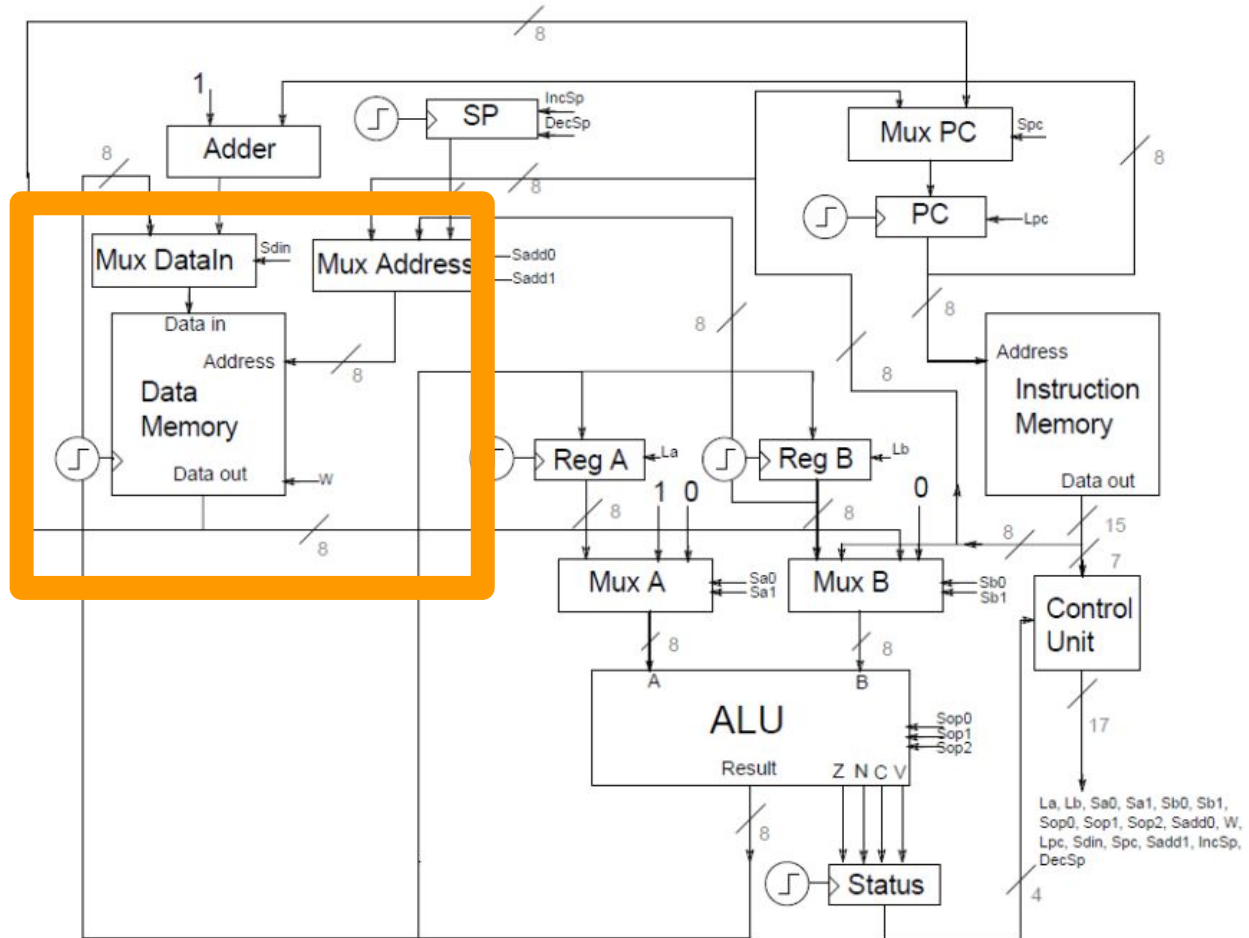 8
1
IncSp
SP
DecSp
Mux PC
Spc
Adder
8
8
8
PC
Lpc
Mux DataIn
Sdin
Mux Address
Sadd0
Sadd1
8
Data in
8
Address
8
8
Address
Data
Memory
8
Instruction
Memory
Reg A
La
Reg B
Lb
Data out
W
Data out
1 0
0
8
8
15
8
8
7
Mux A
Sa0
Sa1
Mux B
Sb0
Sb1
Control
Unit
8
8
A
B
ALU
Sop0
Sop1
Sop2
17
Result
Z N C V
8
La, Lb, Sa0, Sa1, Sb0, Sb1,
Sop0, Sop1, Sop2, Sadd0, W,
Lpc, Sdin, Spc, Sadd1, IncSp,
DecSp
Status
4